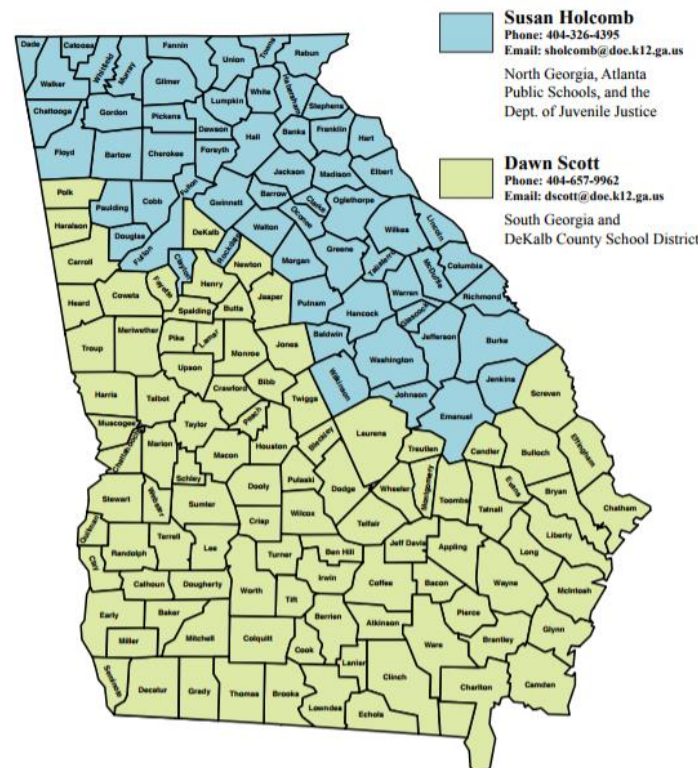 Susan Holcomb
Phone: 404-326-4395
Email: sholcomb@doe.k12.ga.us
North Georgia, Atlanta
Public Schools, and the
Dept. of Juvenile Justice
Dawn Scott
Phone: 404-657-9962
Email: dscott@doe.k12.ga.us
South Georgia and
DeKalb County School District
Dade
Catoosa
Whitfield
Murray
Fannin
Union
Towns
Rabun
Walker
Gilmer
White
Habersham
Lumpkin
Stephens
Chattooga
Gordon
Pickens
Dawson
Hall
Banks
Franklin
Hart
Floyd
Bartow
Cherokee
Forsyth
Jackson
Madison
Elbert
Polk
Paulding
Cobb
Fulton
Gwinnett
Barrow
Clarke
Oconee
Oglethorpe
Wilkes
Lincoln
Haralson
Douglas
Fulton
DeKalb
Rockdale
Walton
Morgan
Greene
Taliaferro
McDuffie
Columbia
Carroll
Clayton
Newton
Fayette
Henry
Warren
Richmond
Heard
Coweta
Spalding
Butts
Jasper
Putnam
Hancock
Glascock
Jefferson
Burke
Troup
Meriwether
Pike
Lamar
Monroe
Jones
Baldwin
Washington
Upson
Wilkinson
Johnson
Jenkins
Screven
Harris
Talbot
Crawford
Bibb
Twiggs
Emanuel
Muscogee
Chattahoochee
Marion
Taylor
Peach
Macon
Houston
Bleckley
Laurens
Treutlen
Candler
Bulloch
Effingham
Schley
Stewart
Webster
Sumter
Dooly
Pulaski
Dodge
Wheeler
Montgomery
Toombs
Evans
Tatnall
Bryan
Chatham
Quitman
Randolph
Terrell
Lee
Crisp
Wilcox
Telfair
Jeff Davis
Appling
Long
Liberty
Clay
Calhoun
Dougherty
Worth
Turner
Ben Hill
Irwin
Coffee
Bacon
Wayne
McIntosh
Early
Baker
Tift
Berrien
Atkinson
Pierce
Brantley
Glynn
Miller
Mitchell
Colquitt
Cook
Lanier
Ware
Seminole
Decatur
Grady
Thomas
Brooks
Lowndes
Clinch
Echols
Charlton
Camden